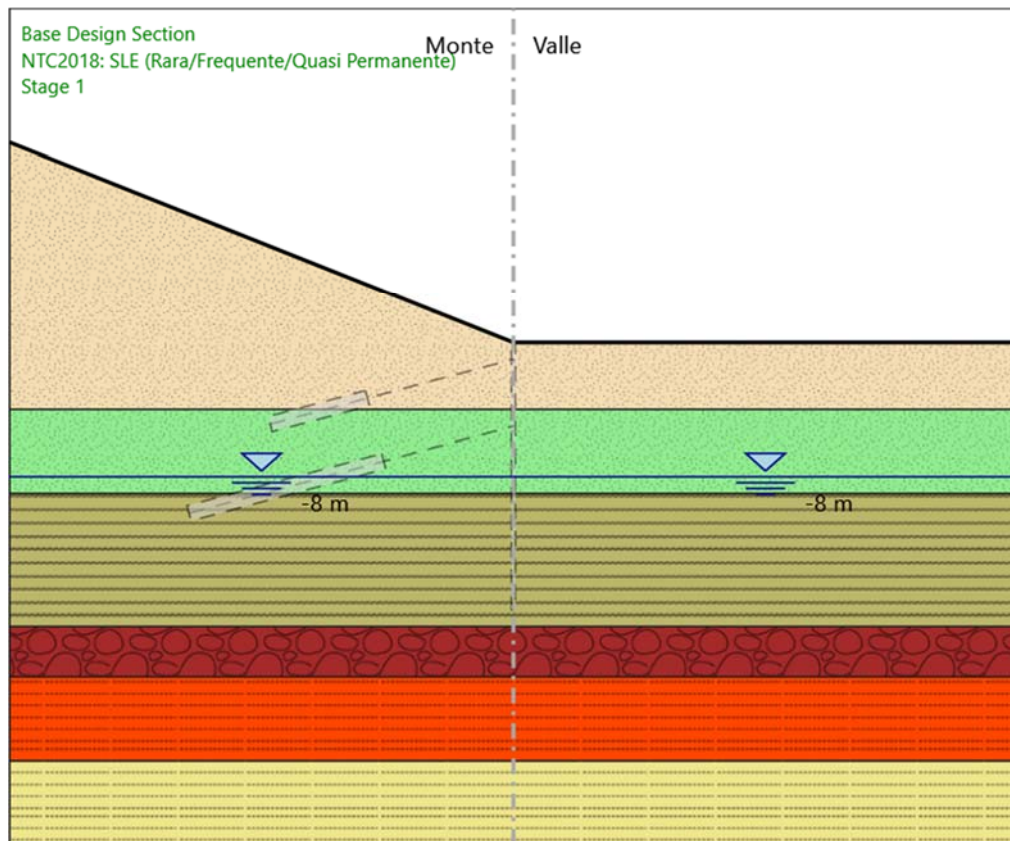 Base Design Section
NTC2018: SLE (Rara/Frequente/Quasi Permanente)
Stage 1
Monte
Valle
-8 m
-8 m